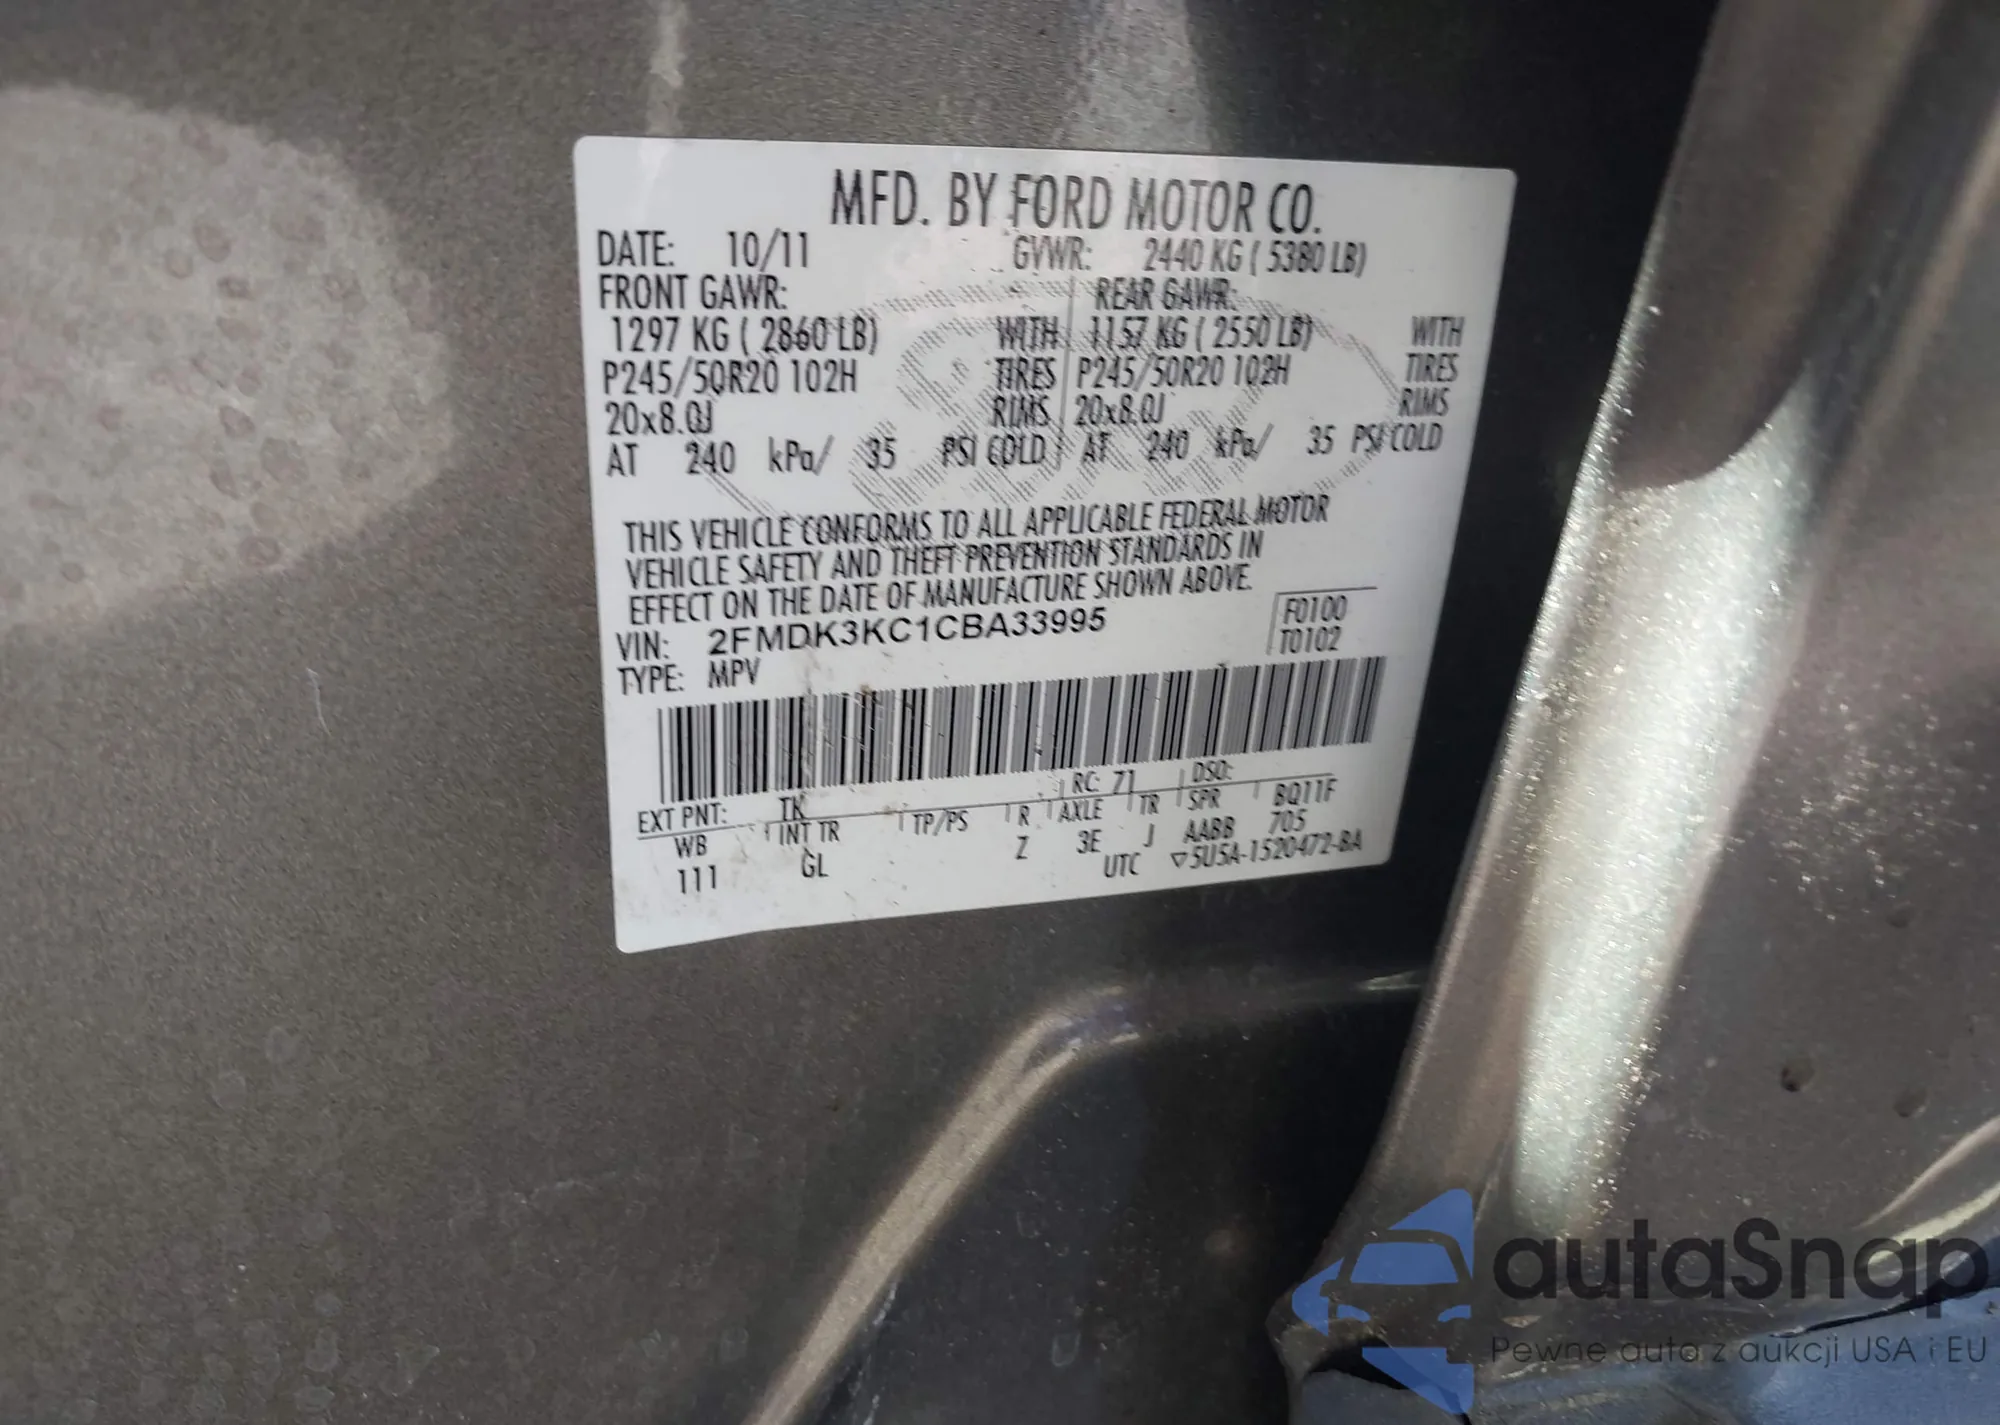 MFD. BY FORD MOTOR CO.
DATE: 10/11 GVWR: 2440 KG ( 5380 LB)
FRONT GAWR: REAR GAWR:
1297 KG ( 2860 LB) WITH 1157 KG ( 2550 LB) WITH
P245/50R20 102H TIRES P245/50R20 102H TIRES
20x8.0J RIMS 20x8.0J RIMS
AT 240 kPa/ 35 PSI COLD AT 240 kPa/ 35 PSI COLD
THIS VEHICLE CONFORMS TO ALL APPLICABLE FEDERAL MOTOR
VEHICLE SAFETY AND THEFT PREVENTION STANDARDS IN
EFFECT ON THE DATE OF MANUFACTURE SHOWN ABOVE.
VIN: 2FMDK3KC1CBA33995 F0100
TYPE: MPV T0102
EXT PNT: TK RC: 71 DSO:
WB INT TR TP/PS R AXLE TR SPR BQ11F
111 GL Z 3E J AABB 705
UTC ▽5U5A-1520472-BA
autaSnap
Pewne auta z aukcji USA i EU